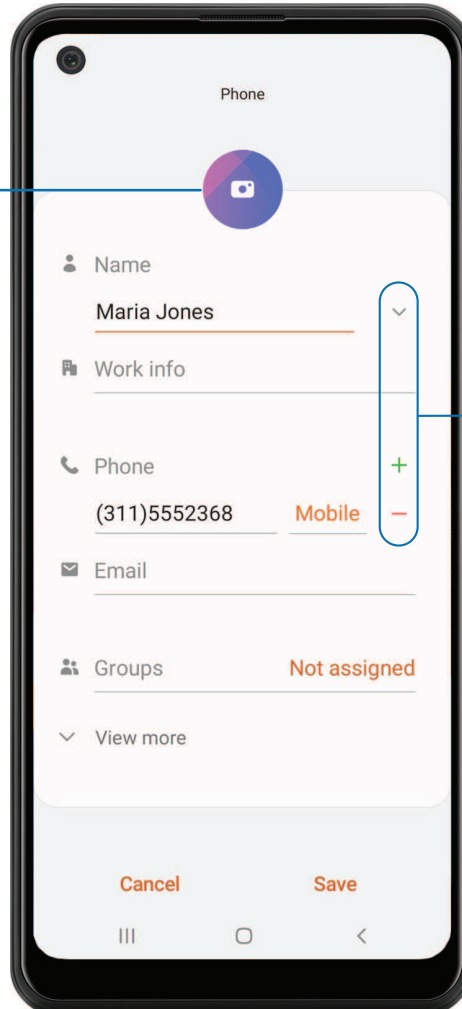 Phone
Name
Maria Jones
Work info
Phone
(311)5552368 Mobile
Email
Groups Not assigned
View more
Cancel Save